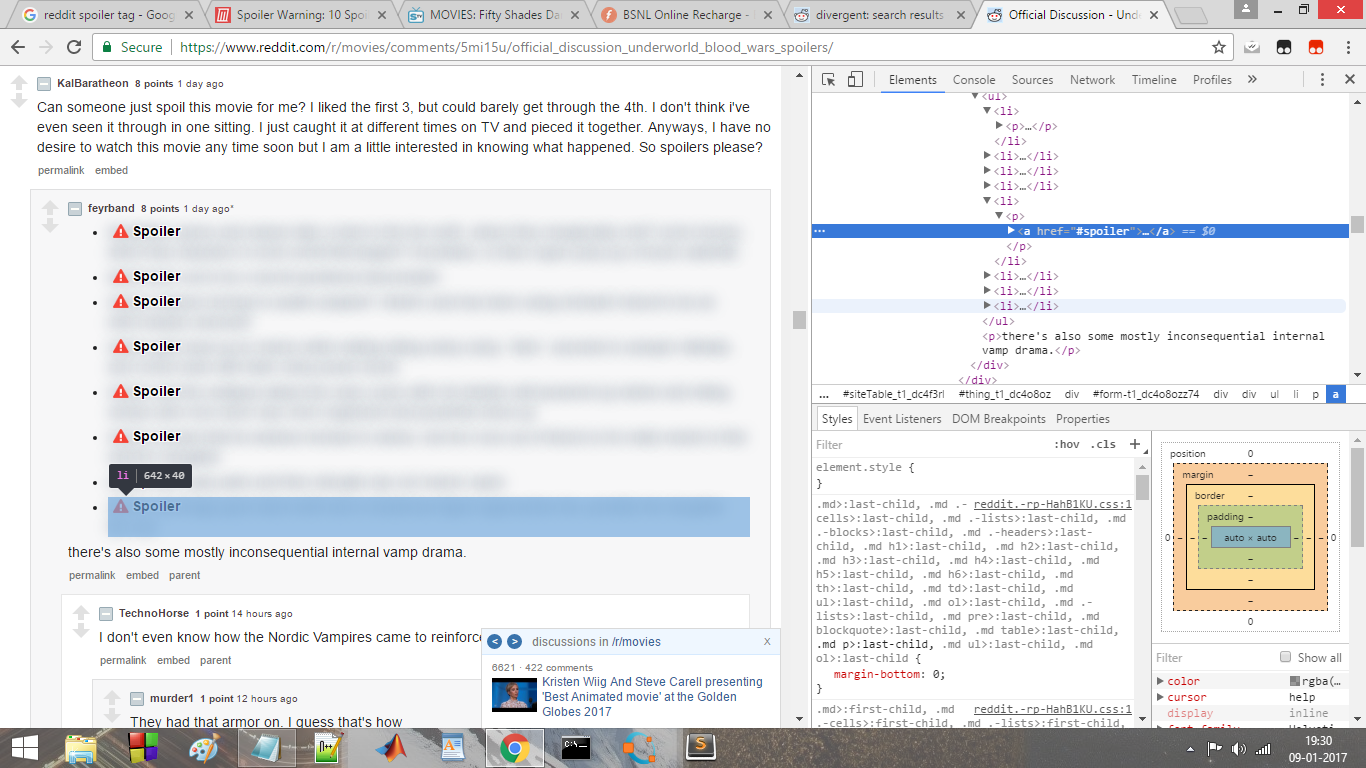 reddit spoiler tag - Goog
Spoiler Warning: 10 Spoi
MOVIES: Fifty Shades Da
BSNL Online Recharge -
divergent: search results
Official Discussion - Und
Secure https://www.reddit.com/r/movies/comments/5mi15u/official_discussion_underworld_blood_wars_spoilers/
KalBaratheon 8 points 1 day ago
Can someone just spoil this movie for me? I liked the first 3, but could barely get through the 4th. I don't think i've
even seen it through in one sitting. I just caught it at different times on TV and pieced it together. Anyways, I have no
desire to watch this movie any time soon but I am a little interested in knowing what happened. So spoilers please?
permalink embed
feyrband 8 points 1 day ago*
Spoiler
Spoiler
Spoiler
Spoiler
Spoiler
Spoiler
li 642×40
Spoiler
there's also some mostly inconsequential internal vamp drama.
permalink embed parent
TechnoHorse 1 point 14 hours ago
I don't even know how the Nordic Vampires came to reinforce
permalink embed parent
murder1 1 point 12 hours ago
They had that armor on. I guess that's how
discussions in /r/movies X
6621 · 422 comments
Kristen Wiig And Steve Carell presenting
'Best Animated movie' at the Golden
Globes 2017
Elements Console Sources Network Timeline Profiles »
<ul>
<li>
<p>…</p>
</li>
<li>…</li>
<li>…</li>
<li>…</li>
<li>
<p>
… <a href="#spoiler">…</a> == $0
</p>
</li>
<li>…</li>
<li>…</li>
<li>…</li>
</ul>
<p>there's also some mostly inconsequential internal
vamp drama.</p>
</div>
</div>
… #siteTable_t1_dc4f3rl #thing_t1_dc4o8oz div #form-t1_dc4o8ozz74 div div ul li p a
Styles Event Listeners DOM Breakpoints Properties
Filter :hov .cls +
element.style {
}
.md>:last-child, .md .- reddit.-rp-HahB1KU.css:1
cells>:last-child, .md .-lists>:last-child, .md
.-blocks>:last-child, .md .-headers>:last-
child, .md h1>:last-child, .md h2>:last-child,
.md h3>:last-child, .md h4>:last-child, .md
h5>:last-child, .md h6>:last-child, .md
th>:last-child, .md td>:last-child, .md
ul>:last-child, .md ol>:last-child, .md .-
lists>:last-child, .md pre>:last-child, .md
blockquote>:last-child, .md table>:last-child,
.md p>:last-child, .md ul>:last-child, .md
ol>:last-child {
margin-bottom: 0;
}
.md>:first-child, .md reddit.-rp-HahB1KU.css:1
.-cells>:first-child, .md .-lists>:first-child,
position 0
margin –
border –
padding –
0 – – – auto × auto – – – 0
–
–
–
0
Filter Show all
color rgba(…
cursor help
display inline
19:30
09-01-2017